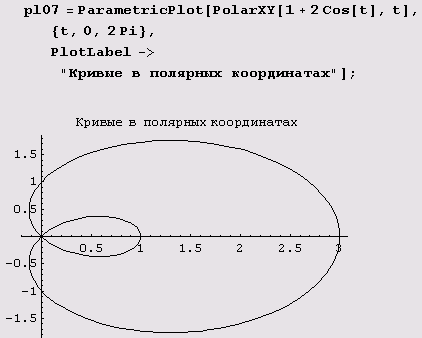 pl07 = ParametricPlot[PolarXY[1 + 2 Cos[t], t],
{t, 0, 2 Pi},
PlotLabel ->
"Кривые в полярных координатах"];
Кривые в полярных координатах
1.5
1
0.5
0.5 1 1.5 2 2.5 3
-0.5
-1
-1.5